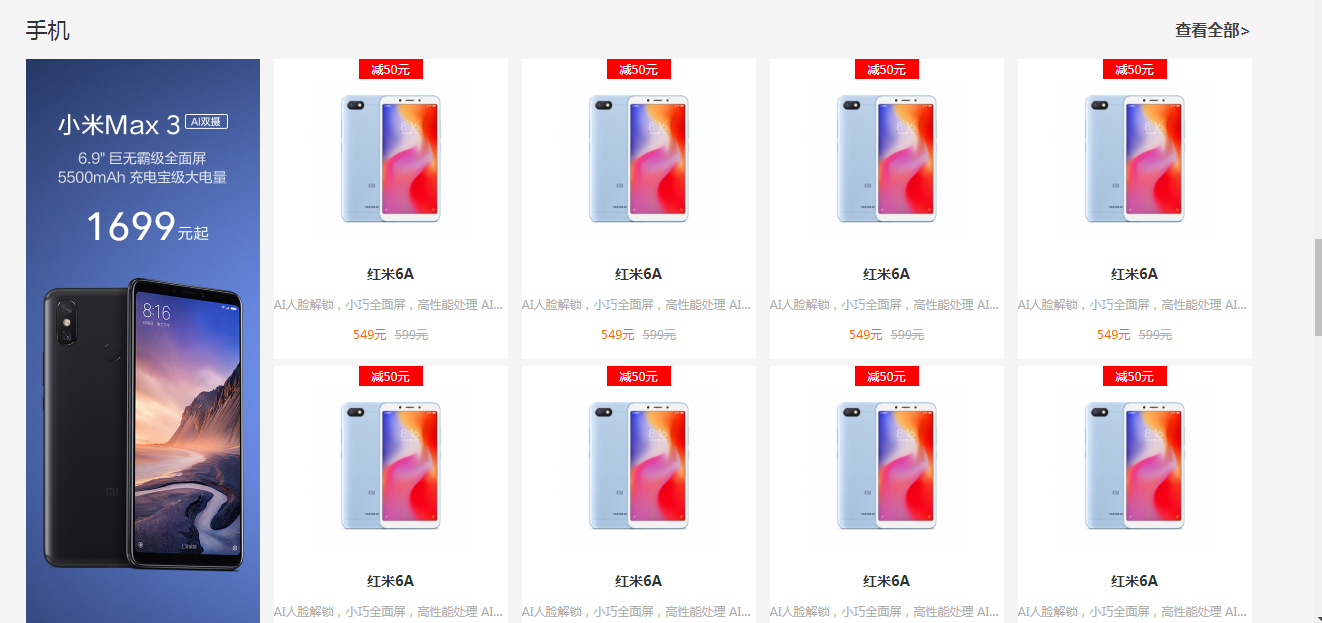 手机
查看全部>
小米Max 3 AI双摄
6.9" 巨无霸级全面屏
5500mAh 充电宝级大电量
1699元起
8:16
减50元
红米6A
AI人脸解锁，小巧全面屏，高性能处理 AI...
549元 599元
减50元
红米6A
AI人脸解锁，小巧全面屏，高性能处理 AI...
549元 599元
减50元
红米6A
AI人脸解锁，小巧全面屏，高性能处理 AI...
549元 599元
减50元
红米6A
AI人脸解锁，小巧全面屏，高性能处理 AI...
549元 599元
减50元
红米6A
AI人脸解锁，小巧全面屏，高性能处理 AI...
减50元
红米6A
AI人脸解锁，小巧全面屏，高性能处理 AI...
减50元
红米6A
AI人脸解锁，小巧全面屏，高性能处理 AI...
减50元
红米6A
AI人脸解锁，小巧全面屏，高性能处理 AI...